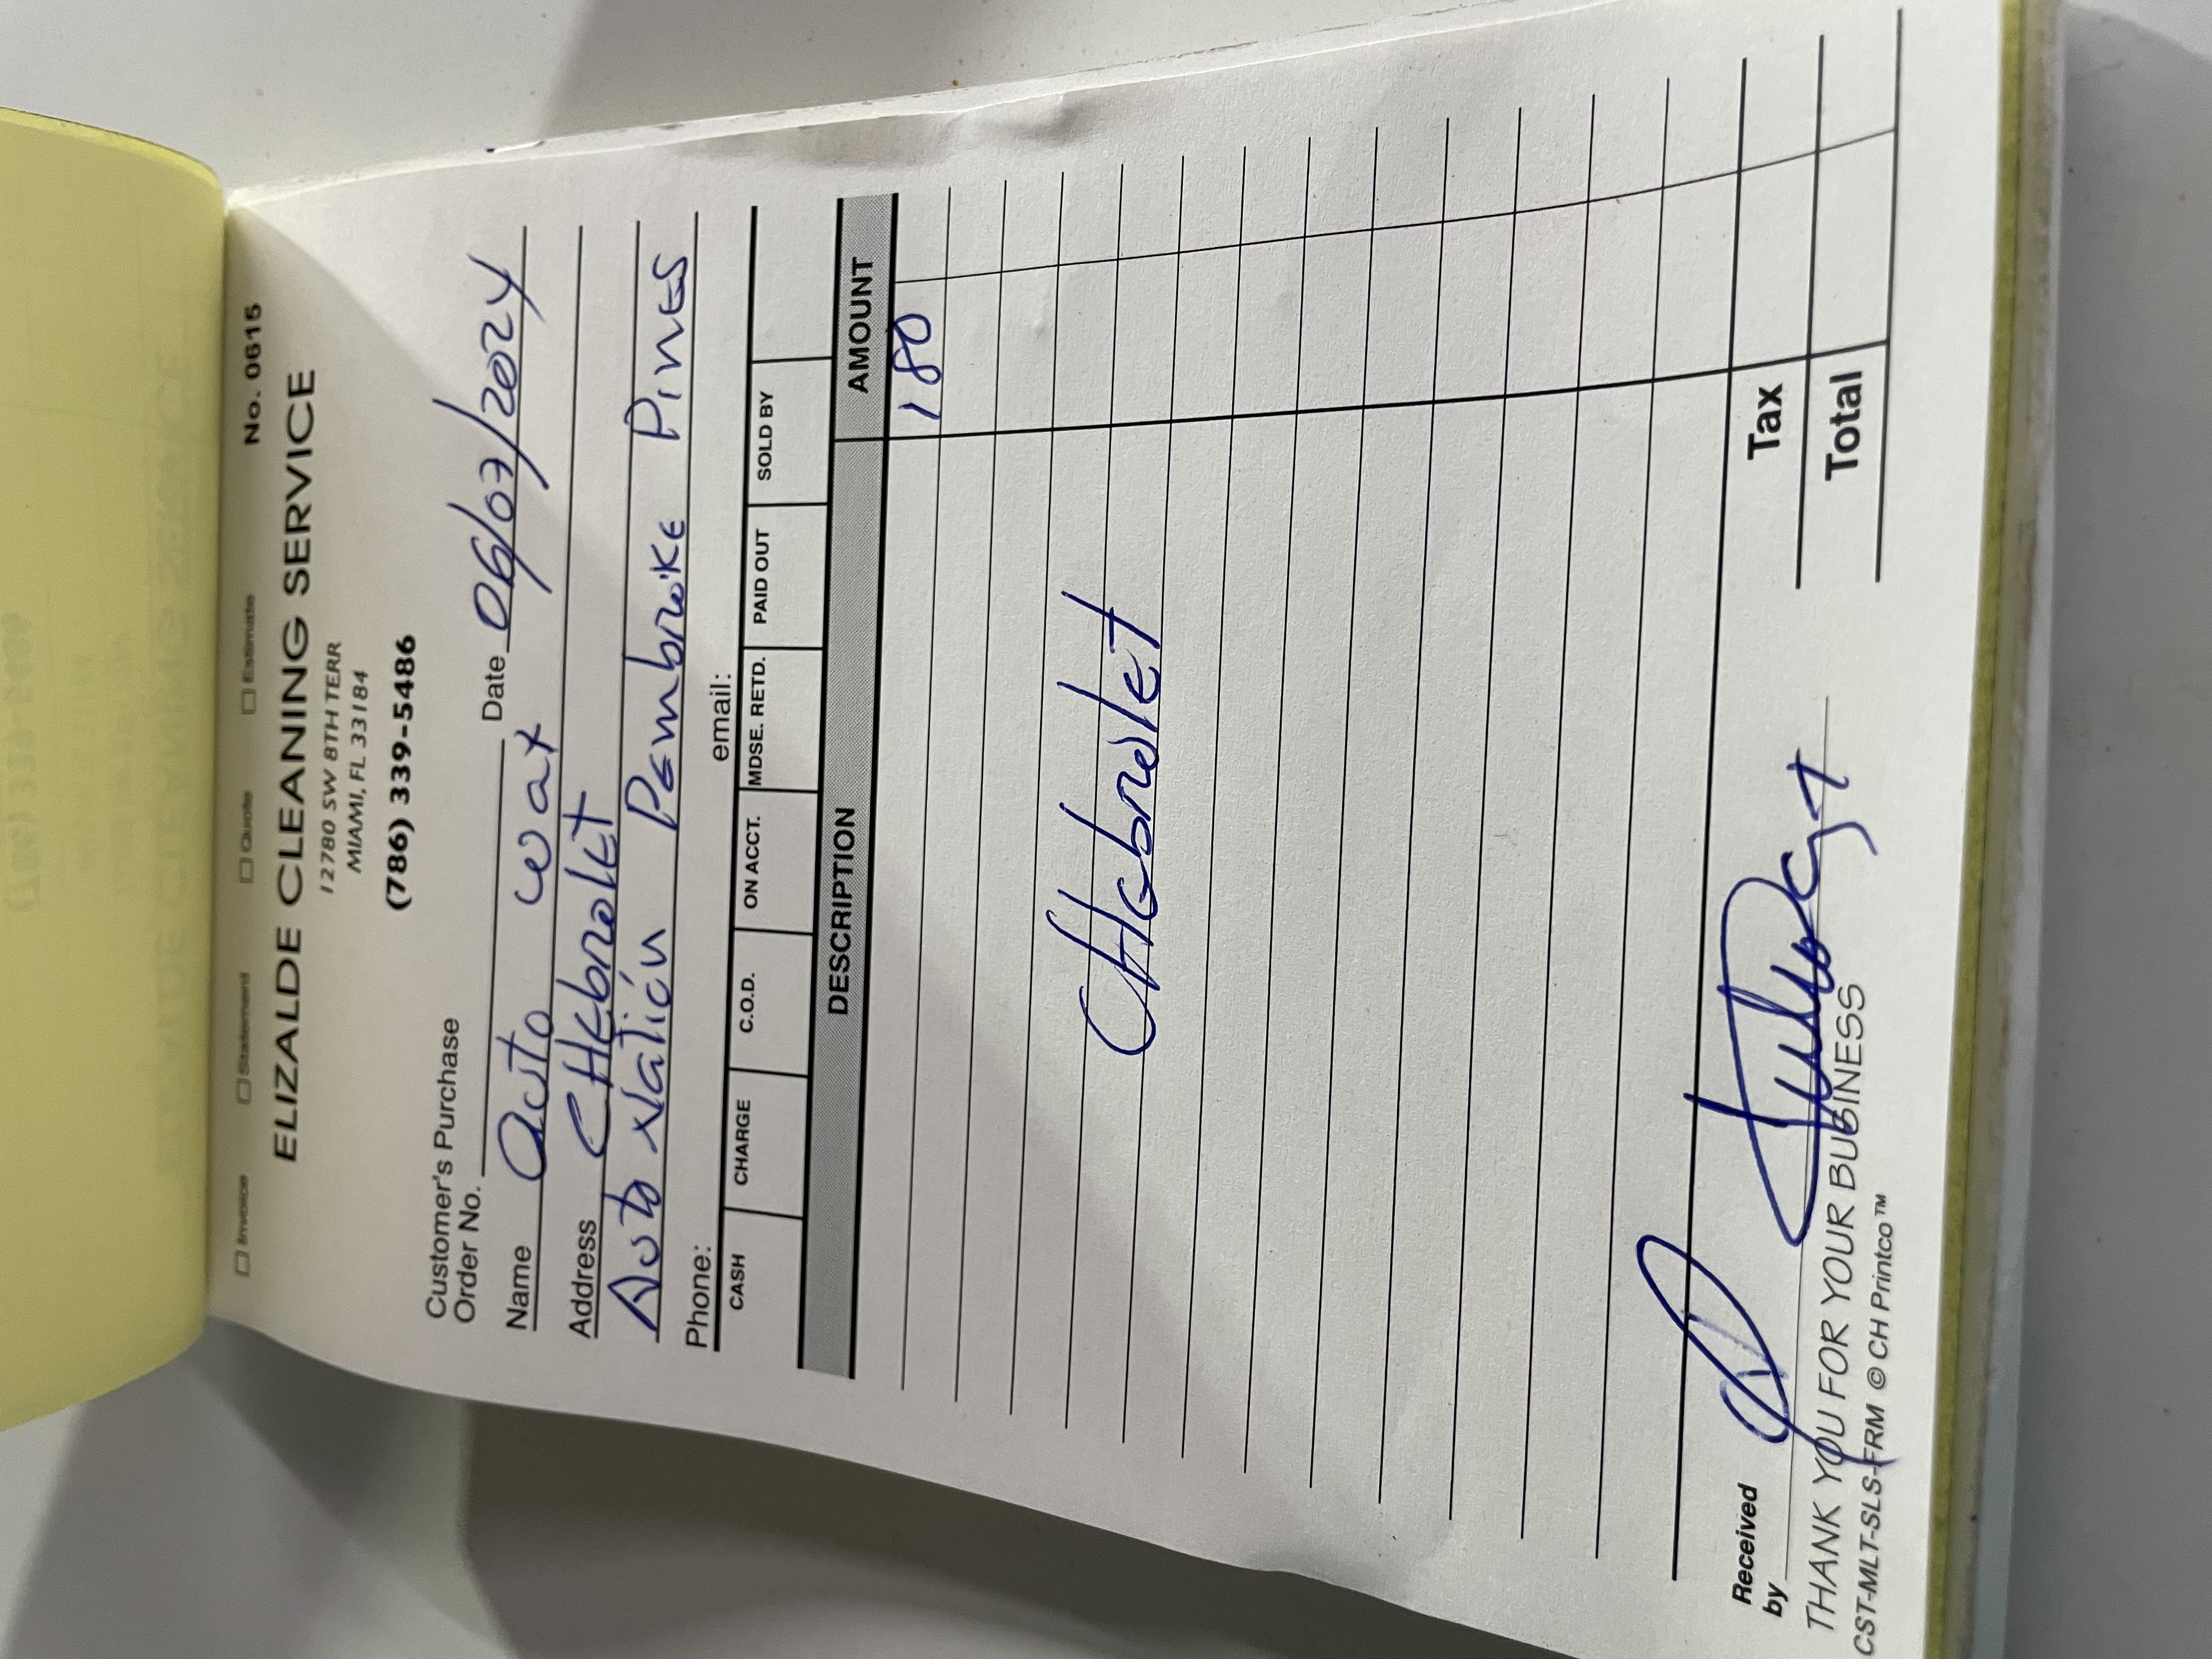 Invoice Statement Quote Estimate No. 0615
ELIZALDE CLEANING SERVICE
12780 SW 8TH TERR
MIAMI, FL 33184
(786) 339-5486
Customer's Purchase
Order No. Date 06/07/2024
Name Auto wax
Address CHEbrolET
Auto Nation PEmbroKE PinEs
Phone: email:
CASH CHARGE C.O.D. ON ACCT. MDSE. RETD. PAID OUT SOLD BY
DESCRIPTION AMOUNT
180
CHEbrolet
Tax
Received by Total
THANK YOU FOR YOUR BUSINESS
CST-MLT-SLS-FRM © CH Printco™